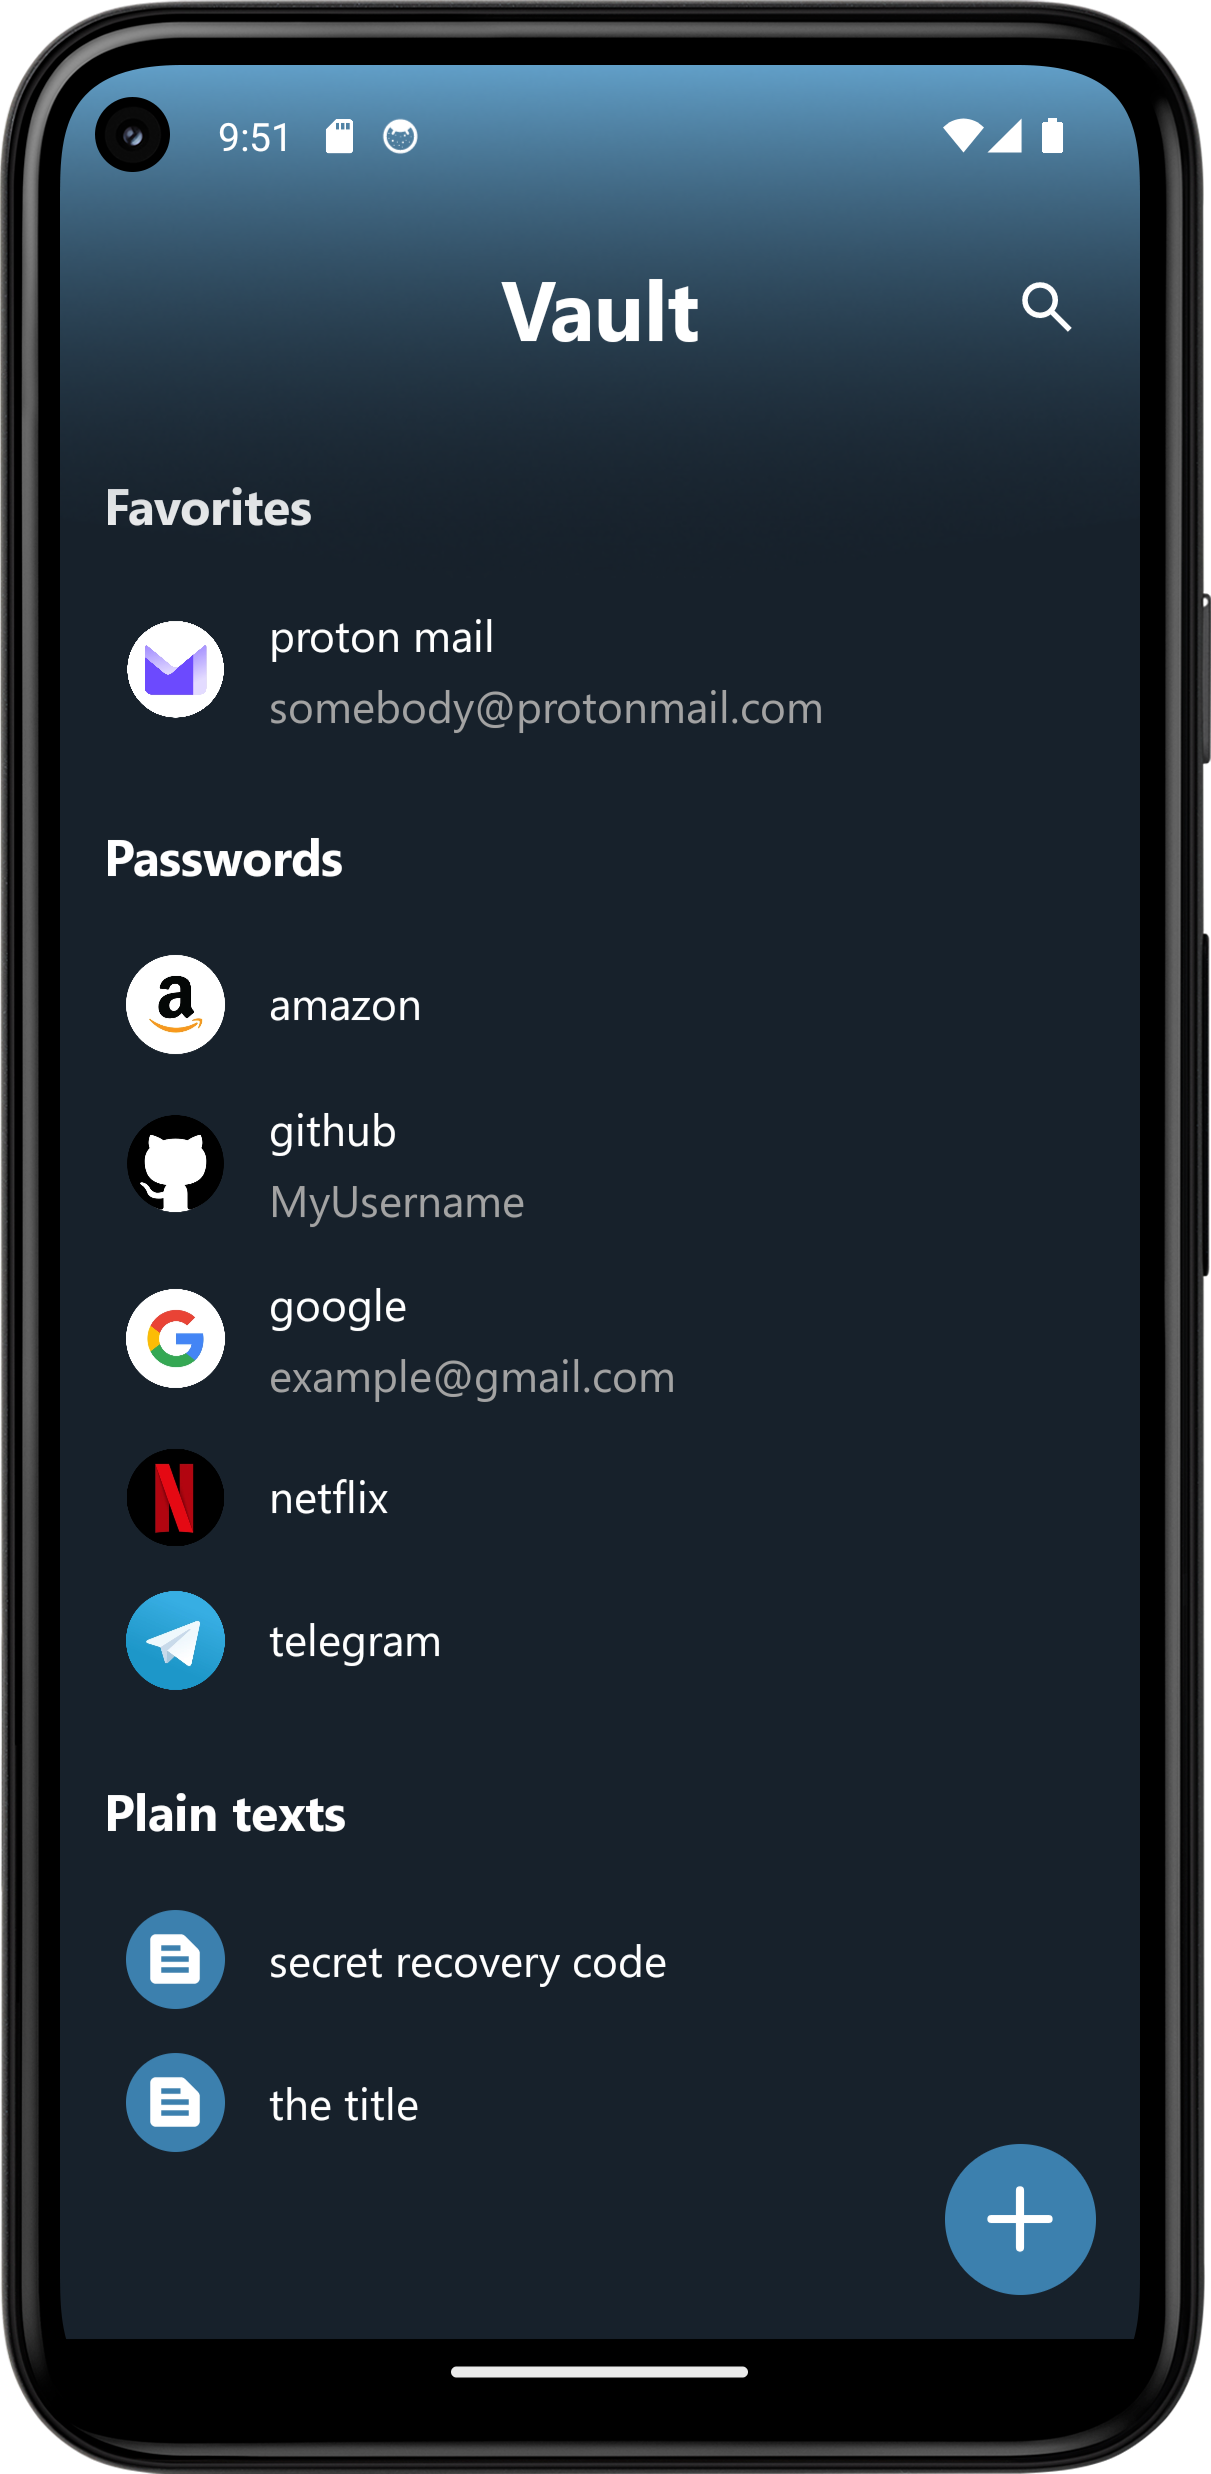 9:51
Vault
Favorites
proton mail
somebody@protonmail.com
Passwords
amazon
github
MyUsername
google
example@gmail.com
netflix
telegram
Plain texts
secret recovery code
the title